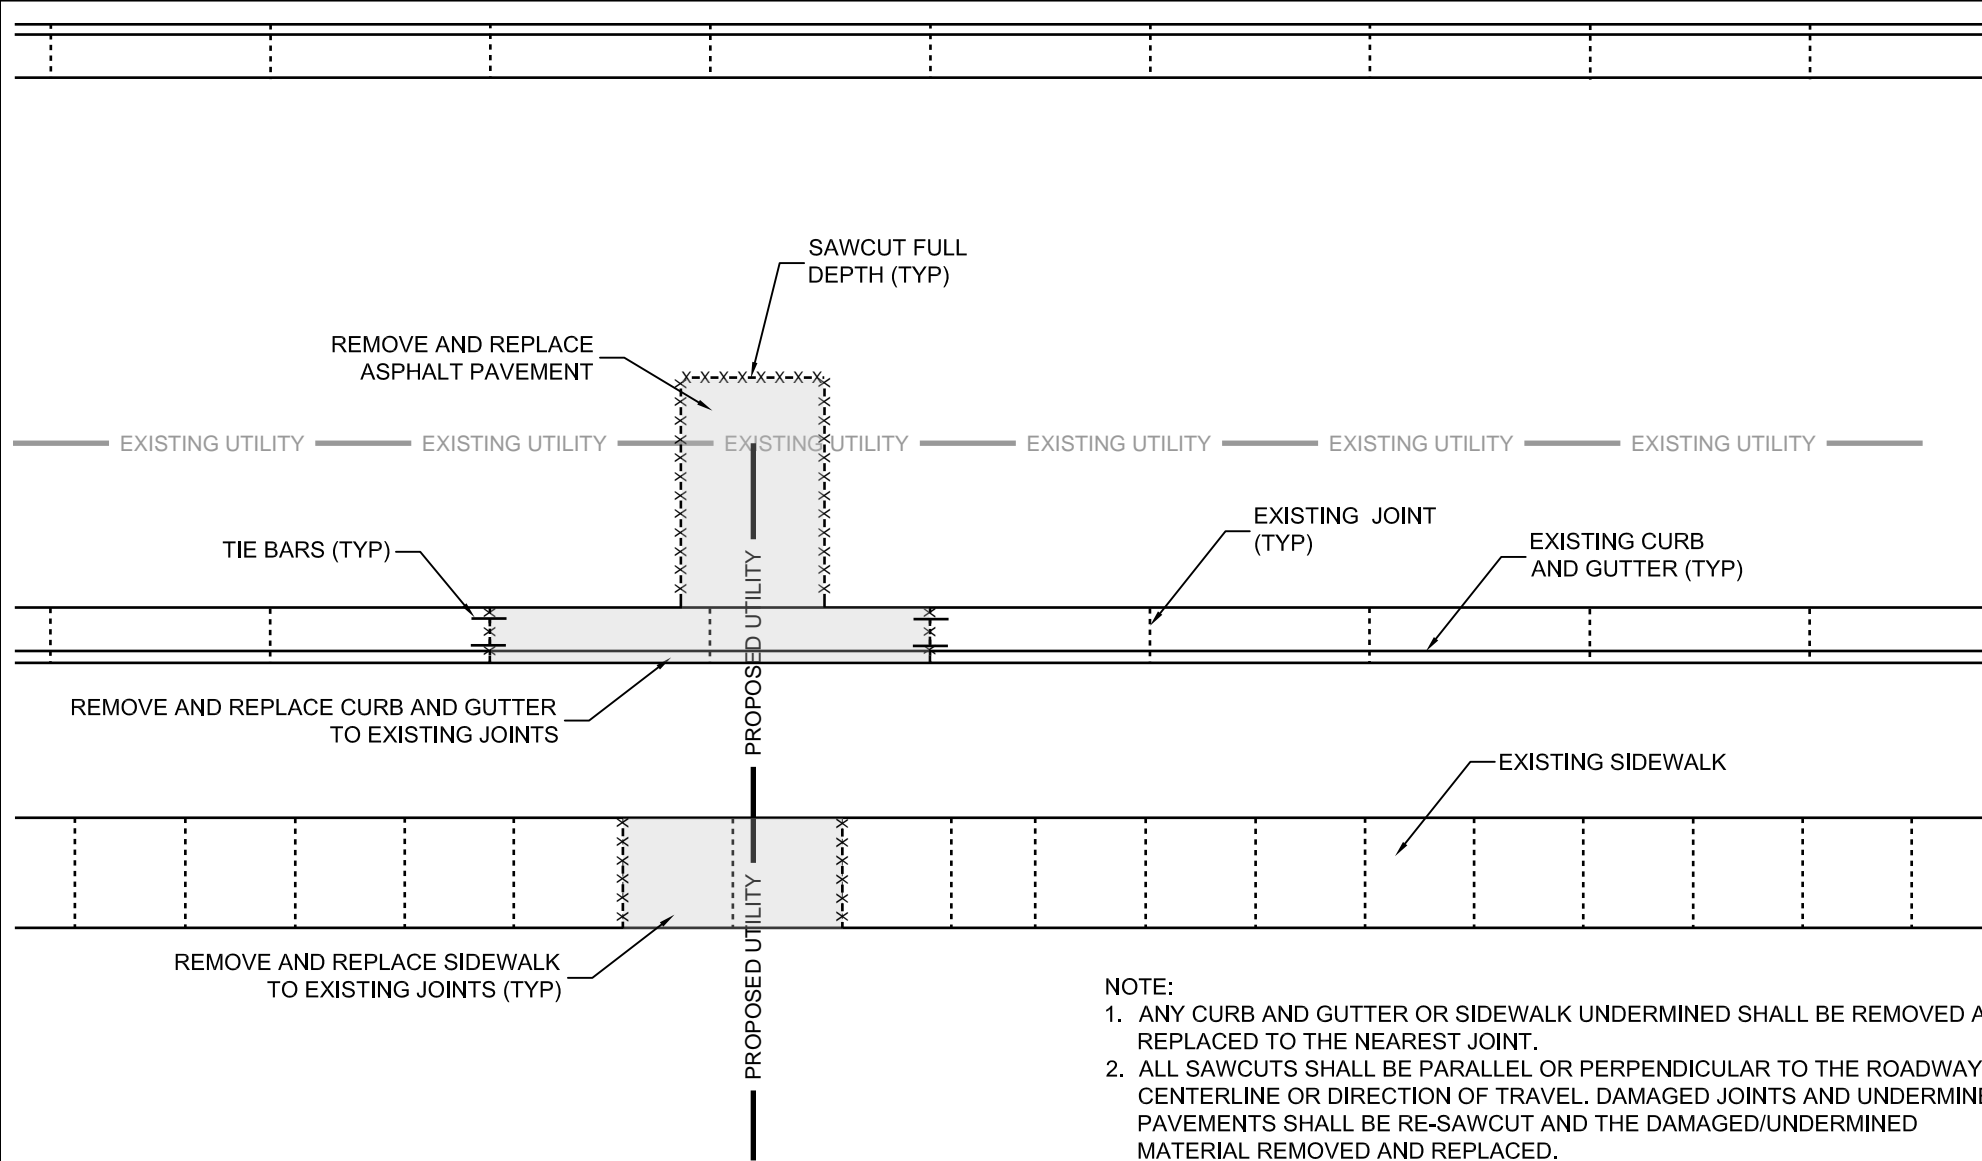 SAWCUT FULL
DEPTH (TYP)
REMOVE AND REPLACE
ASPHALT PAVEMENT
EXISTING UTILITY EXISTING UTILITY EXISTING UTILITY EXISTING UTILITY EXISTING UTILITY EXISTING UTILITY
EXISTING JOINT
(TYP)
TIE BARS (TYP)
EXISTING CURB
AND GUTTER (TYP)
PROPOSED UTILITY
REMOVE AND REPLACE CURB AND GUTTER
TO EXISTING JOINTS
EXISTING SIDEWALK
PROPOSED UTILITY
REMOVE AND REPLACE SIDEWALK
TO EXISTING JOINTS (TYP)
NOTE:
1. ANY CURB AND GUTTER OR SIDEWALK UNDERMINED SHALL BE REMOVED
REPLACED TO THE NEAREST JOINT.
2. ALL SAWCUTS SHALL BE PARALLEL OR PERPENDICULAR TO THE ROADWAY
CENTERLINE OR DIRECTION OF TRAVEL. DAMAGED JOINTS AND
PAVEMENTS SHALL BE RE-SAWCUT AND THE DAMAGED/UNDERMINED
MATERIAL REMOVED AND REPLACED.